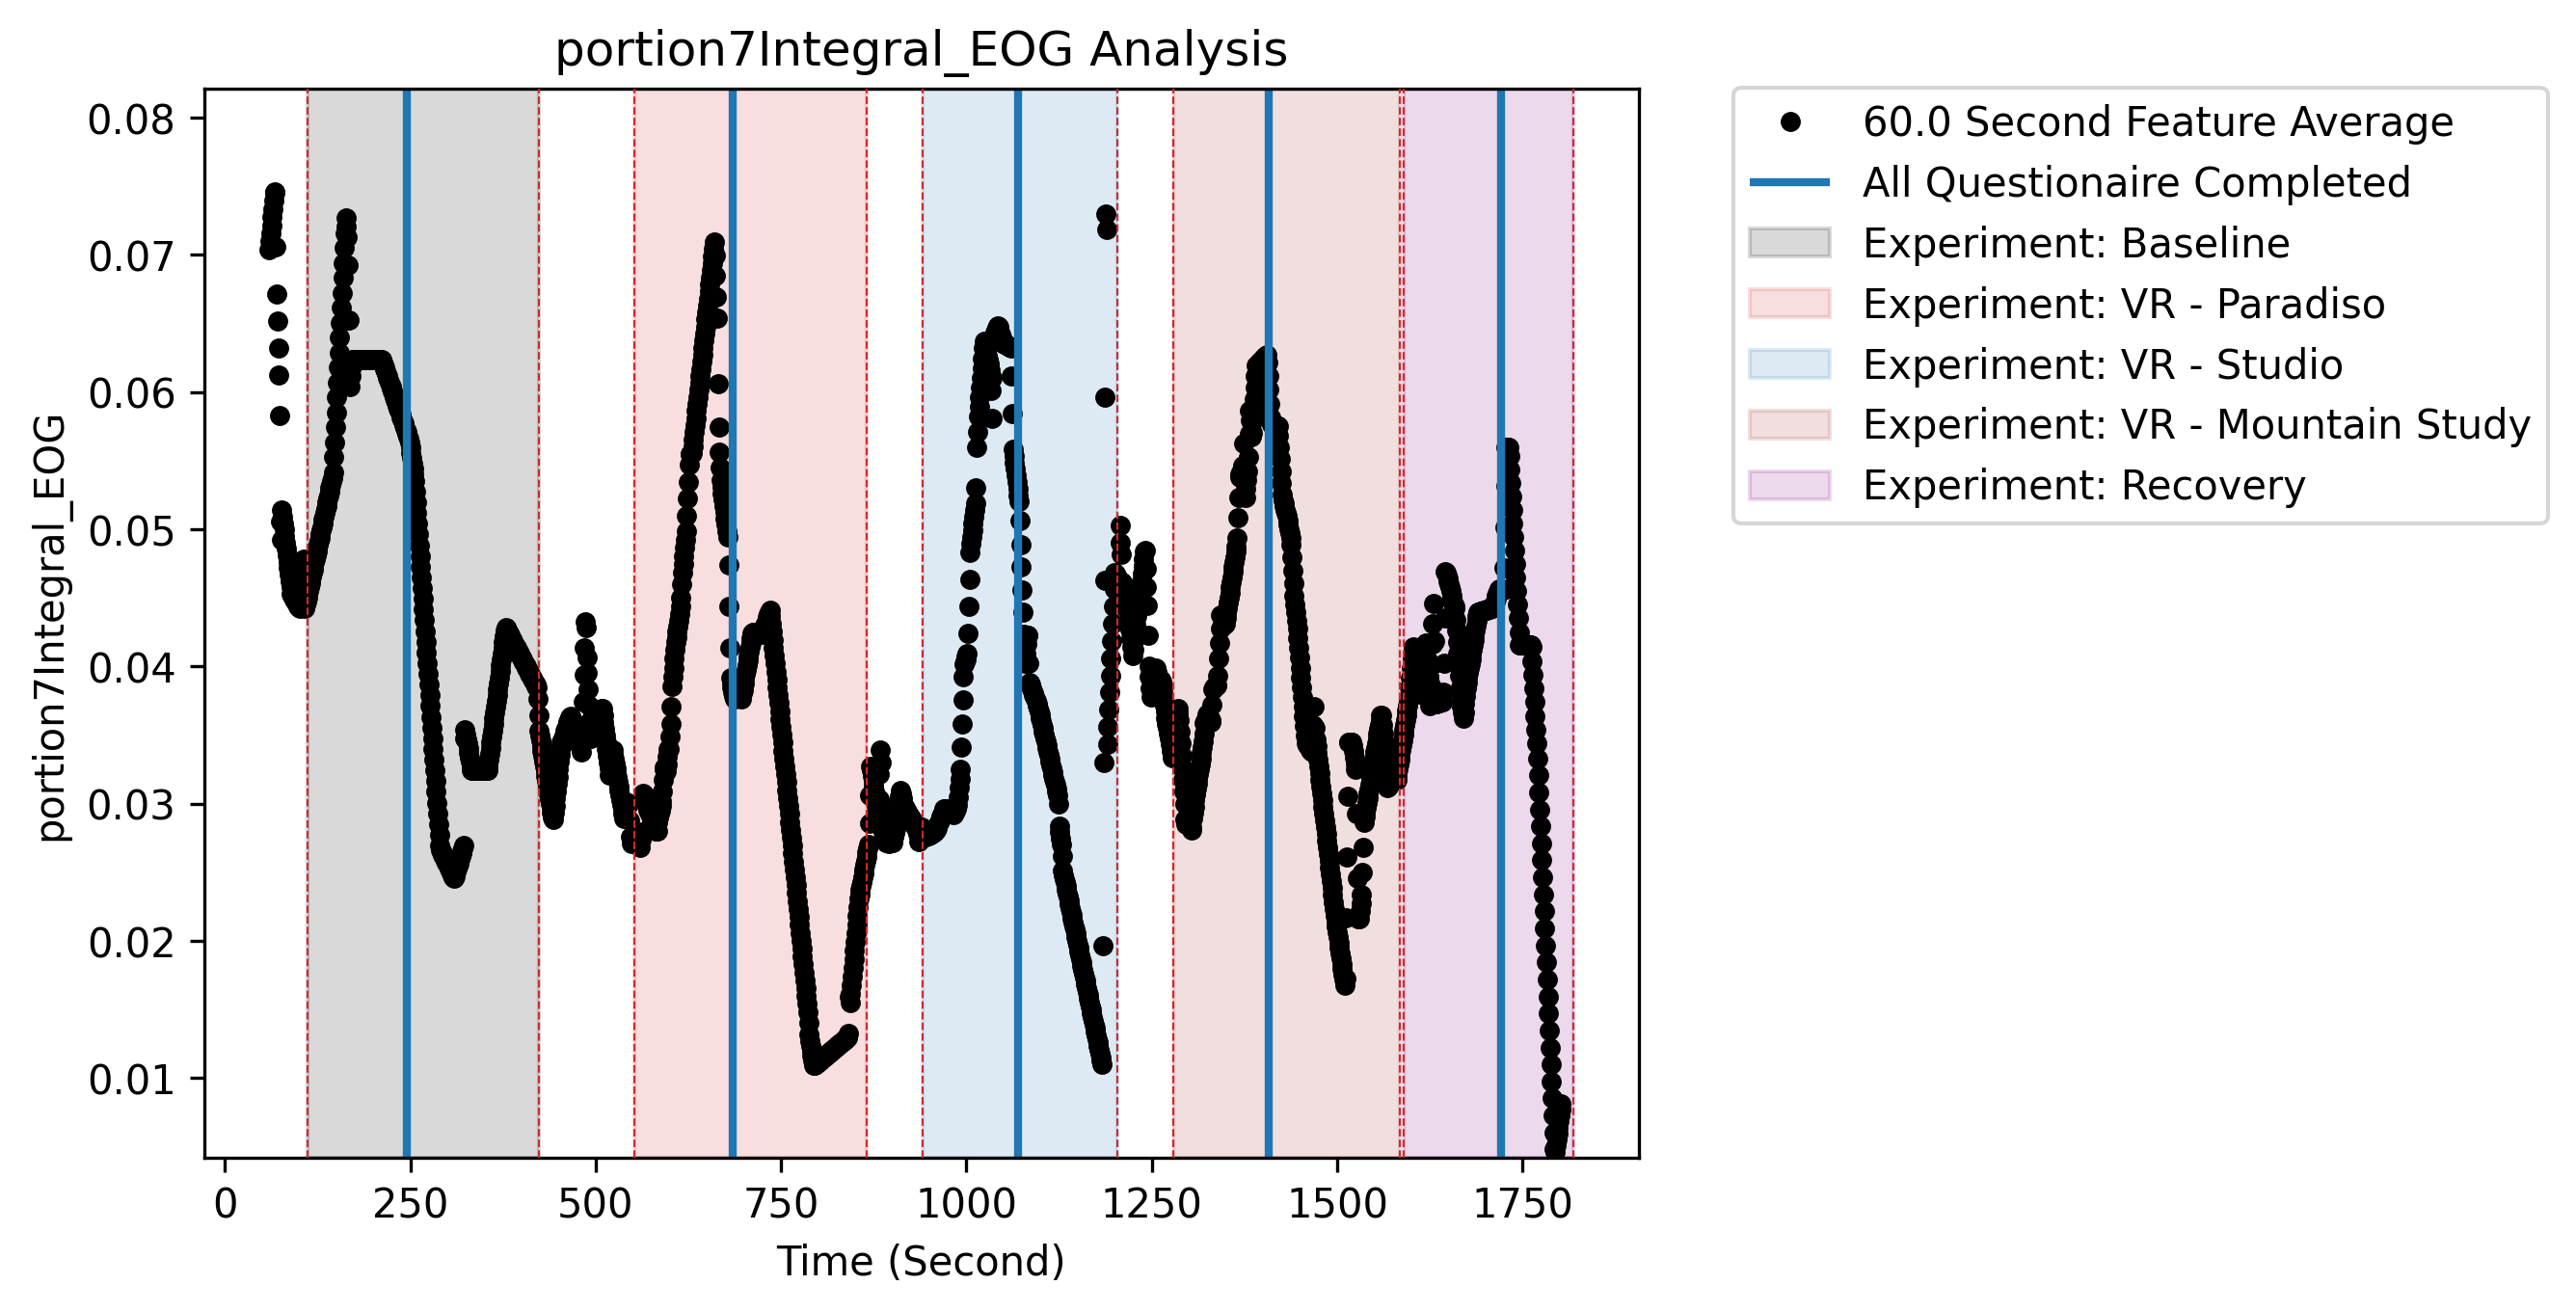 portion7Integral_EOG Analysis
0.08
0.07
0.06
0.05
0.04
0.03
0.02
0.01
portion7Integral_EOG
0 250 500 750 1000 1250 1500 1750
Time (Second)
60.0 Second Feature Average
All Questionaire Completed
Experiment: Baseline
Experiment: VR - Paradiso
Experiment: VR - Studio
Experiment: VR - Mountain Study
Experiment: Recovery